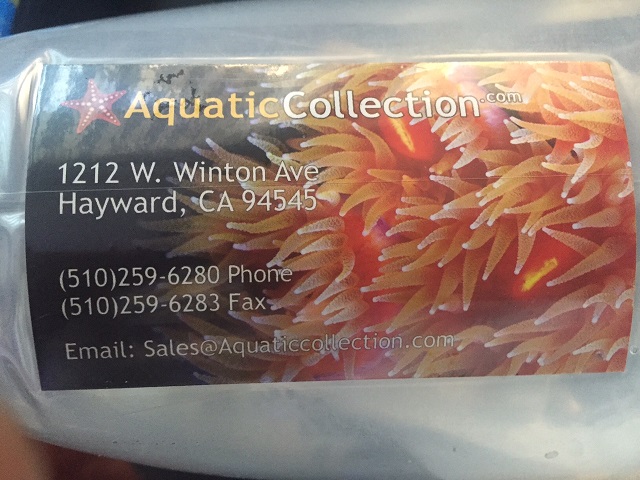 AquaticCollection.com
1212 W. Winton Ave
Hayward, CA 94545
(510)259-6280 Phone
(510)259-6283 Fax
Email: Sales@Aquaticcollection.com